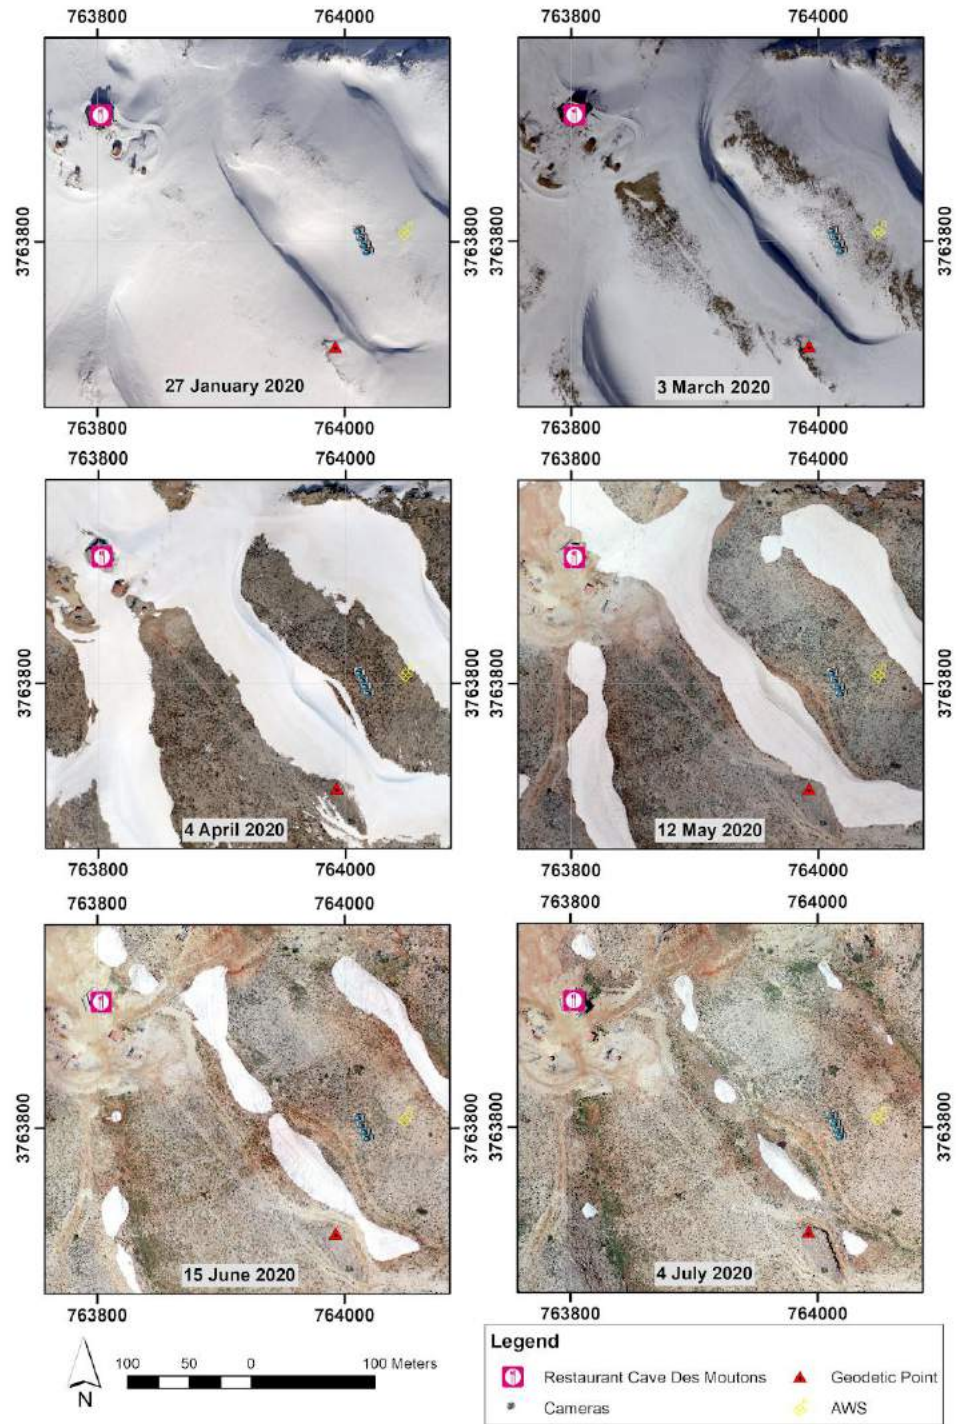 763800 764000 763800 764000
3763800 3763800 3763800
27 January 2020 3 March 2020
763800 764000 763800 764000
763800 764000 763800 764000
3763800 3763800 3763800
4 April 2020 12 May 2020
763800 764000 763800 764000
763800 764000 763800 764000
3763800 3763800 3763800
15 June 2020 4 July 2020
763800 764000 763800 764000
Legend
100 50 0 100 Meters
Restaurant Cave Des Moutons Geodetic Point
N
Cameras AWS